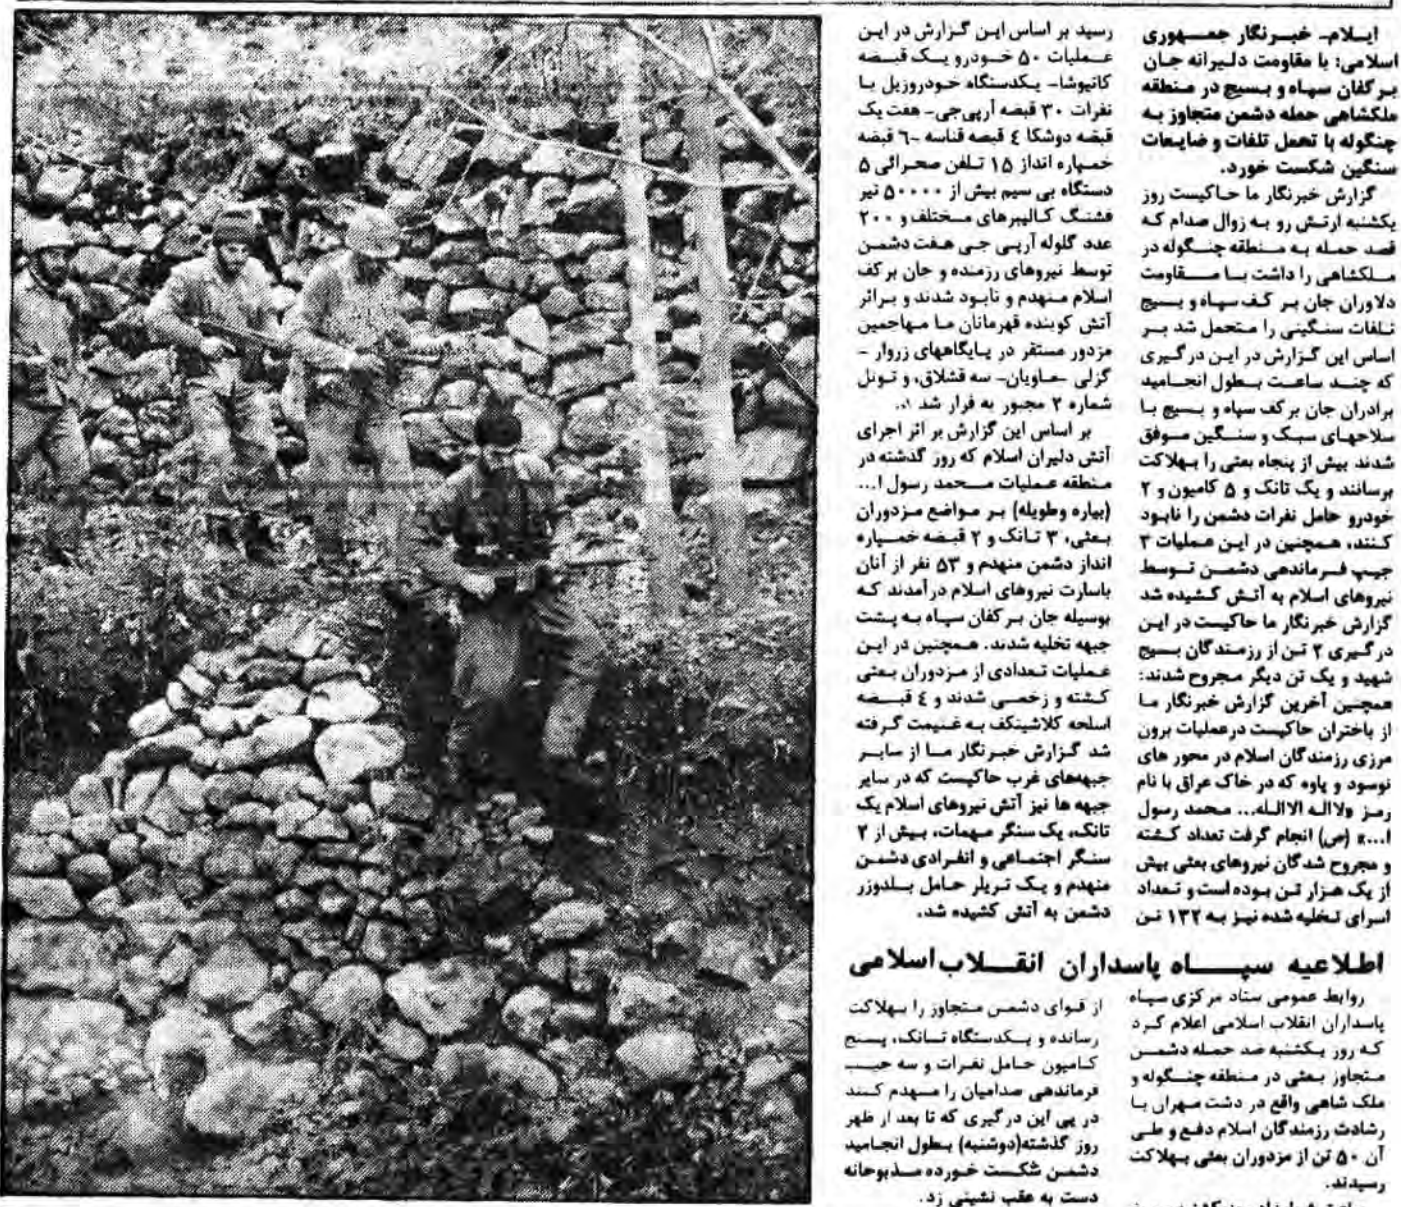 ایـلام- خبـرنگار جمـهوری
اسلامی: با مقاومت دلیرانه جان
بر کفان سپاه و بسیج در منطقه
ملکشاهی حمله دشمن متجاوز به
چنگوله با تحمل تلفات و ضایعات
سنگین شکست خورد.
گزارش خبرنگار ما حاکیست روز
یکشنبه ارتش رو به زوال صدام که
قصد حمله به منطقه چنگوله در
ملکشاهی را داشت با مقاومت
دلاوران جان بر کف سپاه و بسیج
تلفات سنگینی را متحمل شد بر
اساس این گزارش در این درگیری
که چند ساعت بطول انجامید
برادران جان برکف سپاه و بسیج با
سلاحهای سبک و سنگین موفق
شدند بیش از پنجاه بعثی را بهلاکت
برسانند و یک تانک و ۵ کامیون و ۲
خودرو حامل نفرات دشمن را نابود
کنند، همچنین در این عملیات ۳
جیپ فرماندهی دشمن توسط
نیروهای اسلام به آتش کشیده شد
گزارش خبرنگار ما حاکیست در این
درگیری ۲ تن از رزمندگان بسیج
شهید و یک تن دیگر مجروح شدند:
همچنین آخرین گزارش خبرنگار ما
از باختران حاکیست درعملیات برون
مرزی رزمندگان اسلام در محور های
نوسود و پاوه که در خاک عراق با نام
رمز «لااله الاالله... محمد رسول
ا...» (ص) انجام گرفت تعداد کشته
و مجروح شدگان نیروهای بعثی بیش
از یک هزار تن بوده است و تعداد
اسرای تخلیه شده نیز به ۱۳۲ تن
رسید بر اساس این گزارش در این
عملیات ۵۰ خودرو یک قبضه
کاتیوشا- یکدستگاه خودروزیل با
نفرات ۳۰ قبضه آرپی‌جی- هفت یک
قبضه دوشکا ٤ قبضه قناسه -٦ قبضه
خمپاره انداز ۱۵ تلفن صحرائی ۵
دستگاه بی سیم بیش از ۵۰۰۰۰ تیر
فشنگ کالیبرهای مختلف و ۲۰۰
عدد گلوله آرپی جی هفت دشمن
توسط نیروهای رزمنده و جان برکف
اسلام منهدم و نابود شدند و براثر
آتش کوبنده قهرمانان ما مهاجمین
مزدور مستقر در پایگاههای زروار -
گزلی -ماویان- سه قشلاق، و تونل
شماره ۲ مجبور به فرار شد
بر اساس این گزارش بر اثر اجرای
آتش دلیران اسلام که روز گذشته در
منطقه عملیات محمد رسول ا...
(بیاره وطویله) بر مواضع مزدوران
بعثی، ۳ تانک و ۲ قبضه خمپاره
انداز دشمن منهدم و ۵۳ نفر از آنان
باسارت نیروهای اسلام درآمدند که
بوسیله جان برکفان سپاه به پشت
جبهه تخلیه شدند. همچنین در این
عملیات تعدادی از مزدوران بعثی
کشته و زخمی شدند و ٤ قبضه
اسلحه کلاشینکف به غنیمت گرفته
شد گزارش خبرنگار ما از سایر
جبهه‌های غرب حاکیست که در سایر
جبهه ها نیز آتش نیروهای اسلام یک
تانک، یک سنگر مهمات، بیش از ۲
سنگر اجتماعی و انفرادی دشمن
منهدم و یک تریلر حامل بلدوزر
دشمن به آتش کشیده شد.
اطلاعیه سپـاه پاسداران انقـلاب‌اسلامی
روابط عمومی ستاد مرکزی سپاه
پاسداران انقلاب اسلامی اعلام کرد
که روز یکشنبه ضد حمله دشمن
متجاوز بعثی در منطقه چنگوله و
ملک شاهی واقع در دشت مهران با
رشادت رزمندگان اسلام دفع و طی
آن ۵۰ تن از مزدوران بعثی بهلاکت
رسیدند.
از قوای دشمن متجاوز را بهلاکت
رسانده و یکدستگاه تانک، پنج
کامیون حامل نفرات و سه جیپ
فرماندهی صدامیان را منهدم کنند
در پی این درگیری که تا بعد از ظهر
روز گذشته(دوشنبه) بطول انجامید
دشمن شکست خورده مذبوحانه
دست به عقب نشینی زد.